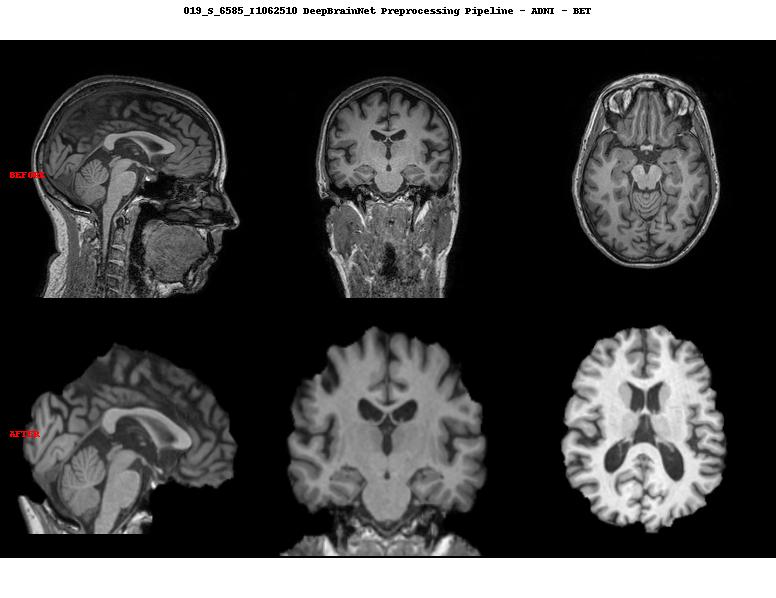 019_S_6585_I1062510 DeepBrainNet Preprocessing Pipeline - ADNI - BET
BEFORE
AFTER